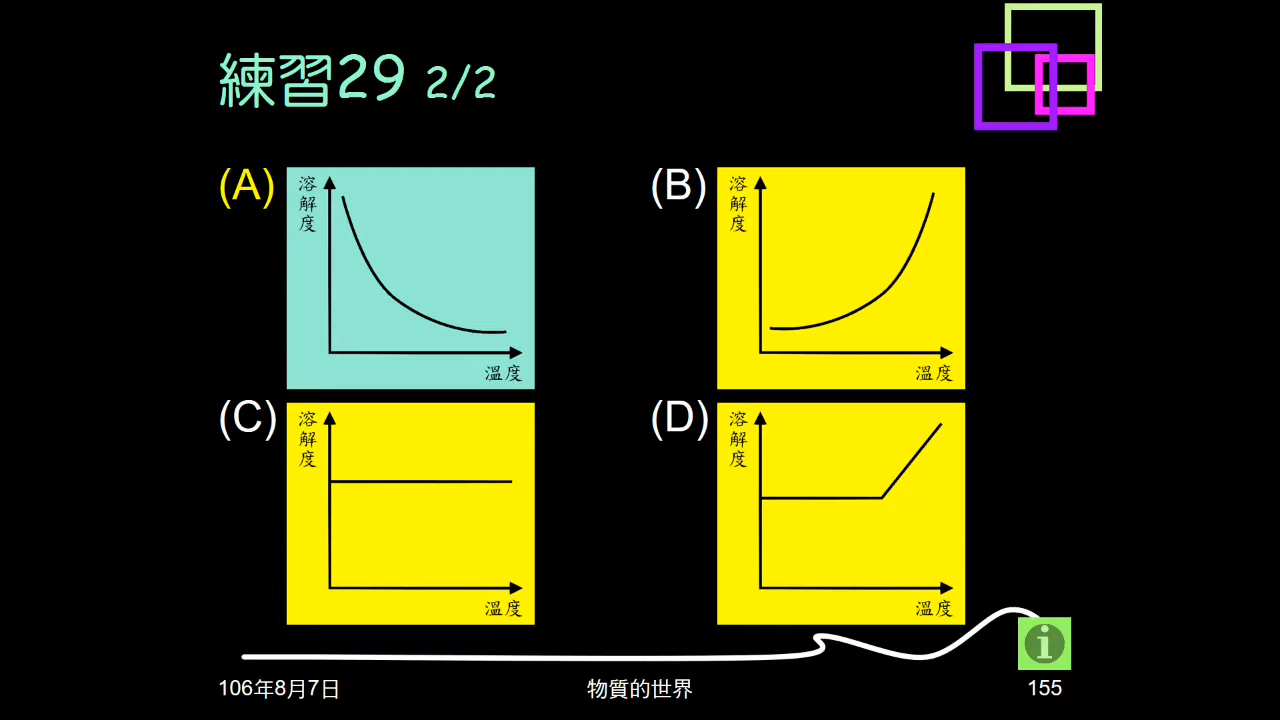 練習29 2/2
(A)
溶解度
溫度
(B)
溶解度
溫度
(C)
溶解度
溫度
(D)
溶解度
溫度
106年8月7日
物質的世界
155